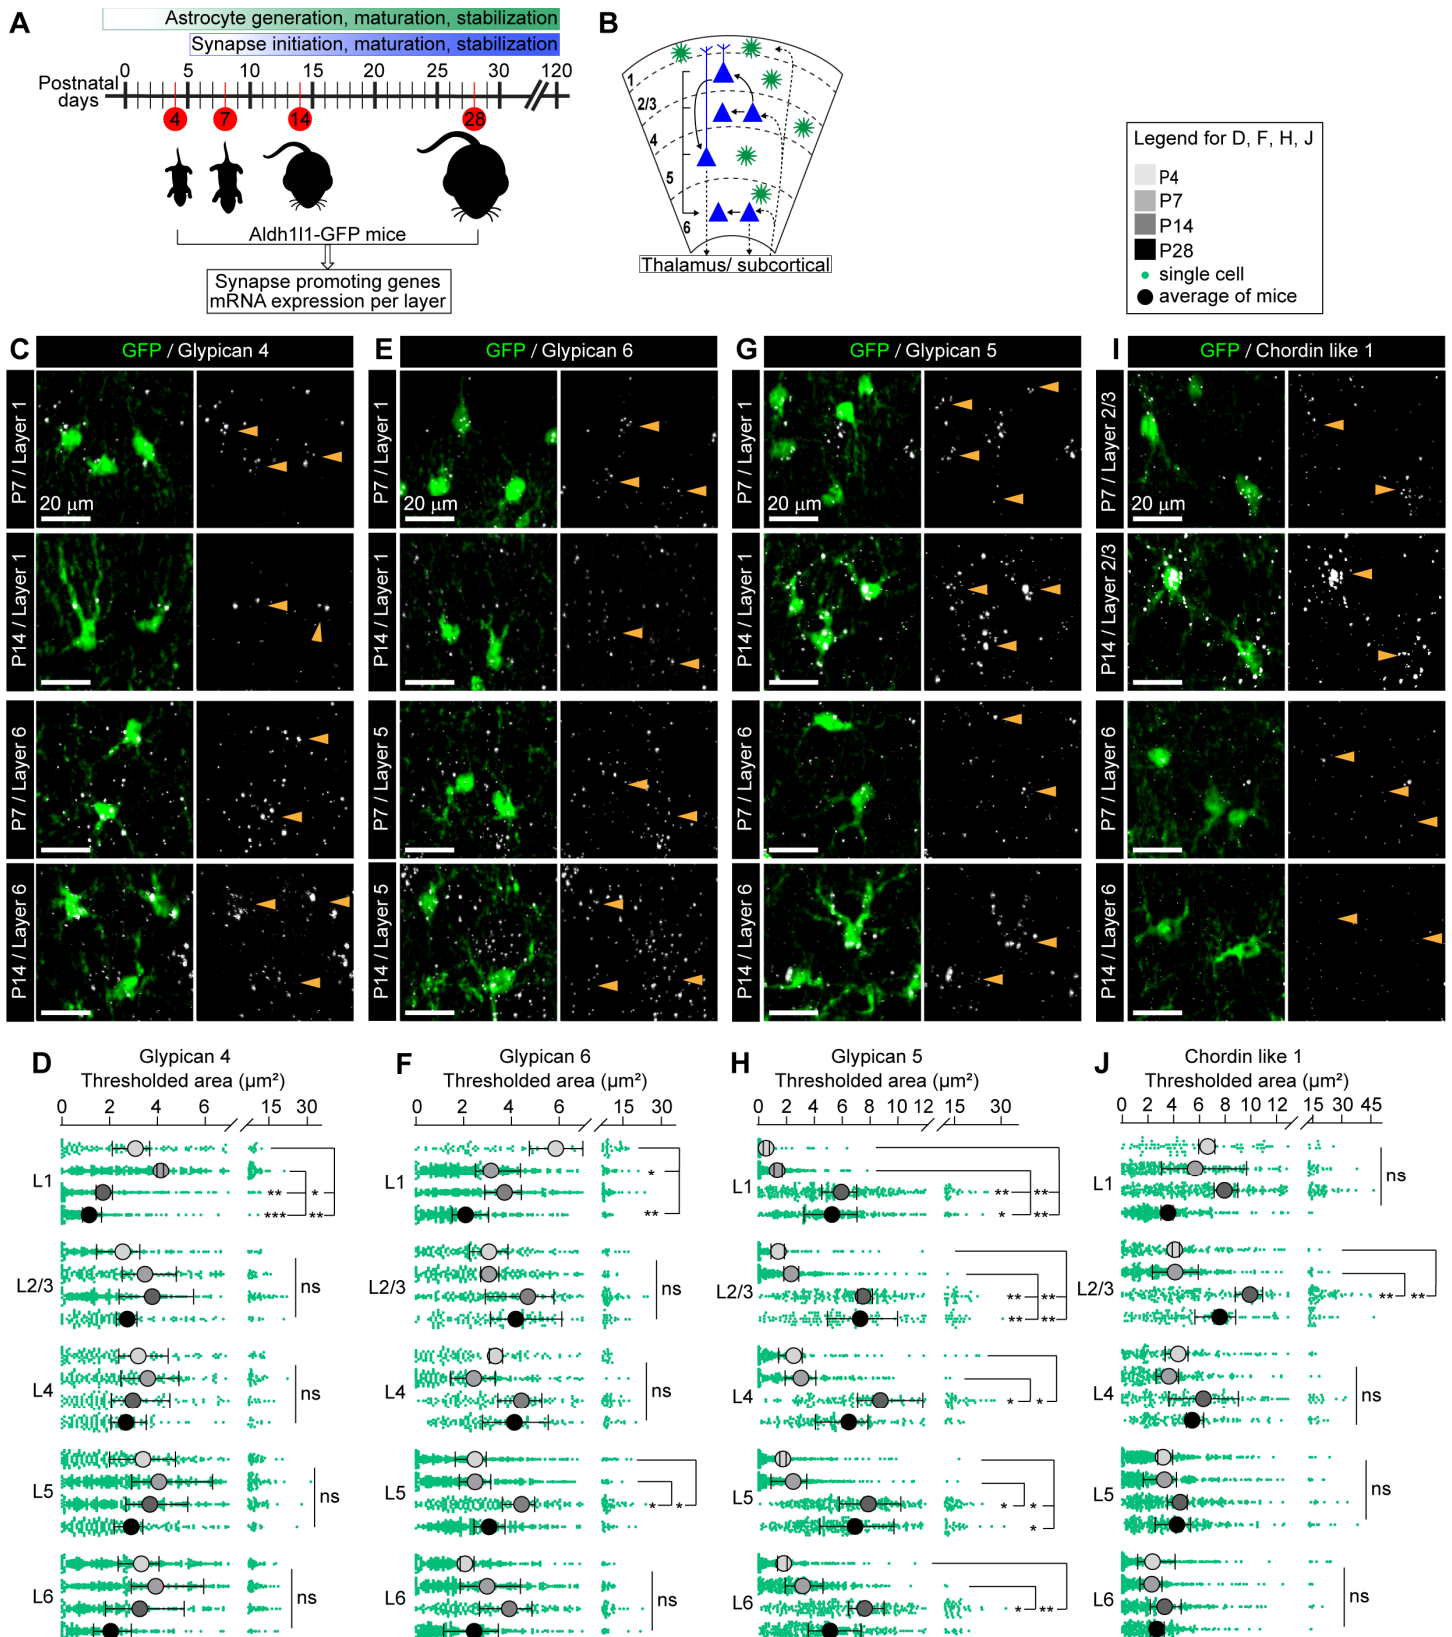 A
Astrocyte generation, maturation, stabilization
Synapse initiation, maturation, stabilization
Postnatal days
0 5 10 15 20 25 30 120
4 7 14 28
Aldh1l1-GFP mice
Synapse promoting genes
mRNA expression per layer
B
1
2/3
4
5
6
Thalamus/ subcortical
Legend for D, F, H, J
P4
P7
P14
P28
single cell
average of mice
C
GFP / Glypican 4
P7 / Layer 1
20 μm
P14 / Layer 1
P7 / Layer 6
P14 / Layer 6
E
GFP / Glypican 6
P7 / Layer 1
20 μm
P14 / Layer 1
P7 / Layer 5
P14 / Layer 5
G
GFP / Glypican 5
P7 / Layer 1
20 μm
P14 / Layer 1
P7 / Layer 6
P14 / Layer 6
I
GFP / Chordin like 1
P7 / Layer 2/3
20 μm
P14 / Layer 2/3
P7 / Layer 6
P14 / Layer 6
D
Glypican 4
Thresholded area (μm²)
0 2 4 6 15 30
L1
** *
*** **
L2/3
ns
L4
ns
L5
ns
L6
ns
F
Glypican 6
Thresholded area (μm²)
0 2 4 6 15 30
L1
*
**
L2/3
ns
L4
ns
L5
* *
L6
ns
H
Glypican 5
Thresholded area (μm²)
0 2 4 6 8 10 12 15 30
L1
** **
* **
L2/3
** **
** **
L4
* *
L5
* *
*
L6
* **
J
Chordin like 1
Thresholded area (μm²)
0 2 4 6 8 10 12 15 30 45
L1
ns
L2/3
** **
L4
ns
L5
ns
L6
ns